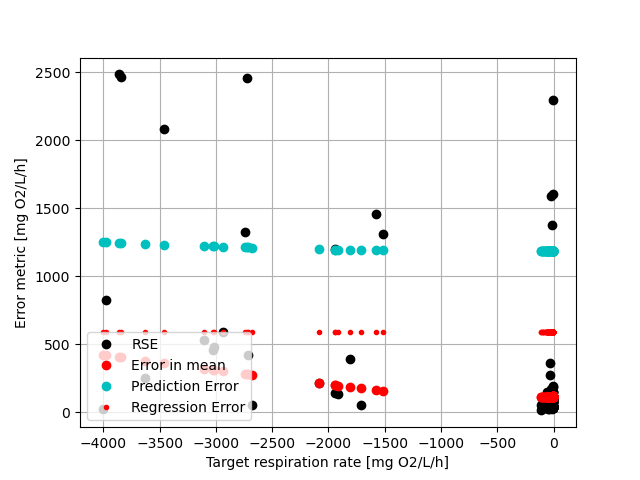 2500
2000
1500
1000
500
0
Error metric [mg O2/L/h]
RSE
Error in mean
Prediction Error
Regression Error
−4000 −3500 −3000 −2500 −2000 −1500 −1000 −500 0
Target respiration rate [mg O2/L/h]